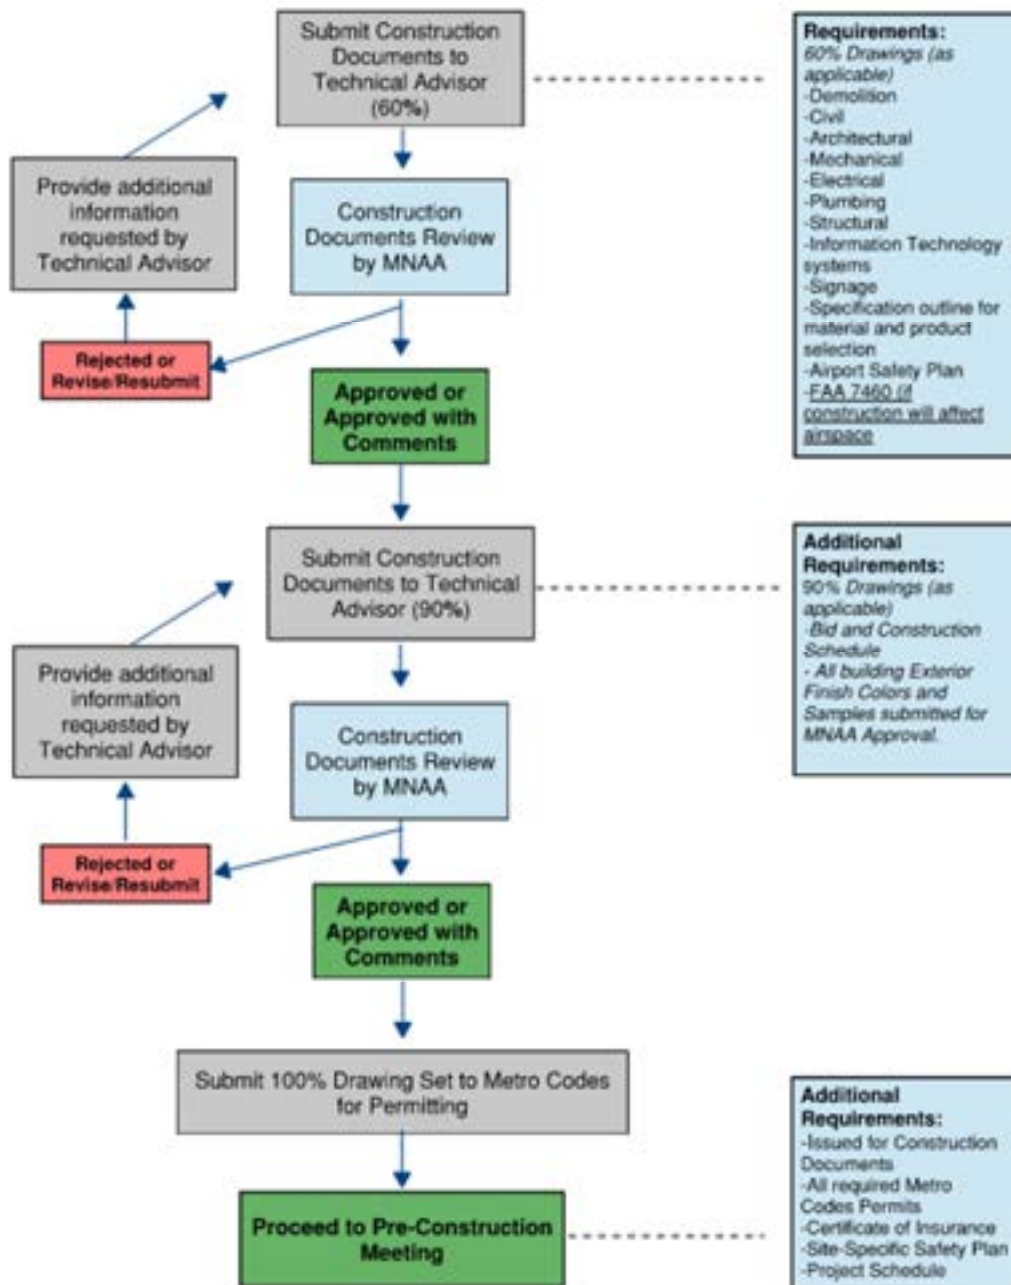 Submit Construction
Documents to
Technical Advisor
(60%)
Requirements:
60% Drawings (as
applicable)
-Demolition
-Civil
-Architectural
-Mechanical
-Electrical
-Plumbing
-Structural
-Information Technology
systems
-Signage
-Specification outline for
material and product
selection
-Airport Safety Plan
-FAA 7460 (if
construction will affect
airspace
Provide additional
information
requested by
Technical Advisor
Construction
Documents Review
by MNAA
Rejected or
Revise/Resubmit
Approved or
Approved with
Comments
Submit Construction
Documents to Technical
Advisor (90%)
Additional
Requirements:
90% Drawings (as
applicable)
-Bid and Construction
Schedule
- All building Exterior
Finish Colors and
Samples submitted for
MNAA Approval.
Provide additional
information
requested by
Technical Advisor
Construction
Documents Review
by MNAA
Rejected or
Revise/Resubmit
Approved or
Approved with
Comments
Submit 100% Drawing Set to Metro Codes
for Permitting
Proceed to Pre-Construction
Meeting
Additional
Requirements:
-Issued for Construction
Documents
-All required Metro
Codes Permits
-Certificate of Insurance
-Site-Specific Safety Plan
-Project Schedule